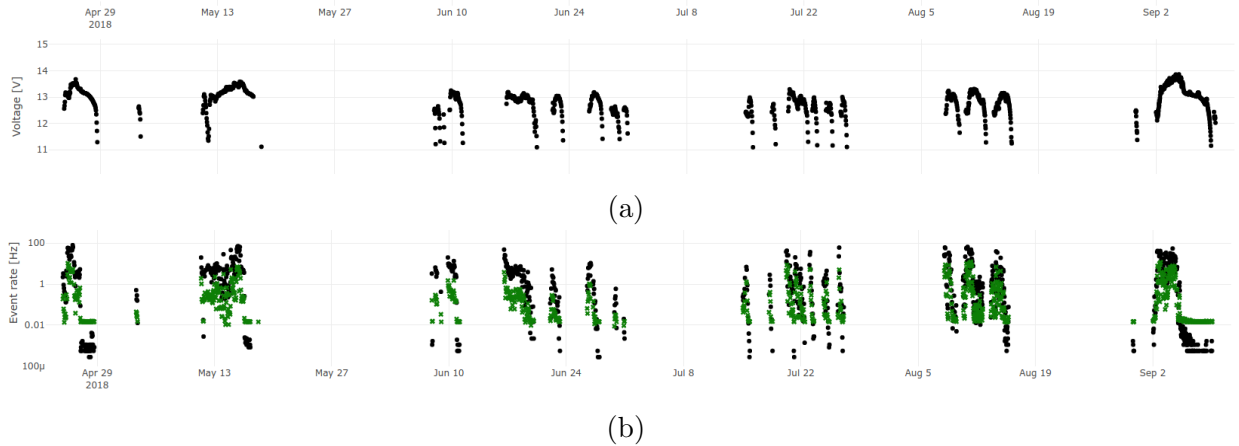 Apr 29 May 13 May 27 Jun 10 Jun 24 Jul 8 Jul 22 Aug 5 Aug 19 Sep 2
2018
15
14
13
12
11
Voltage [V]
(a)
100
1
0.01
100μ
Event rate [Hz]
Apr 29 May 13 May 27 Jun 10 Jun 24 Jul 8 Jul 22 Aug 5 Aug 19 Sep 2
2018
(b)